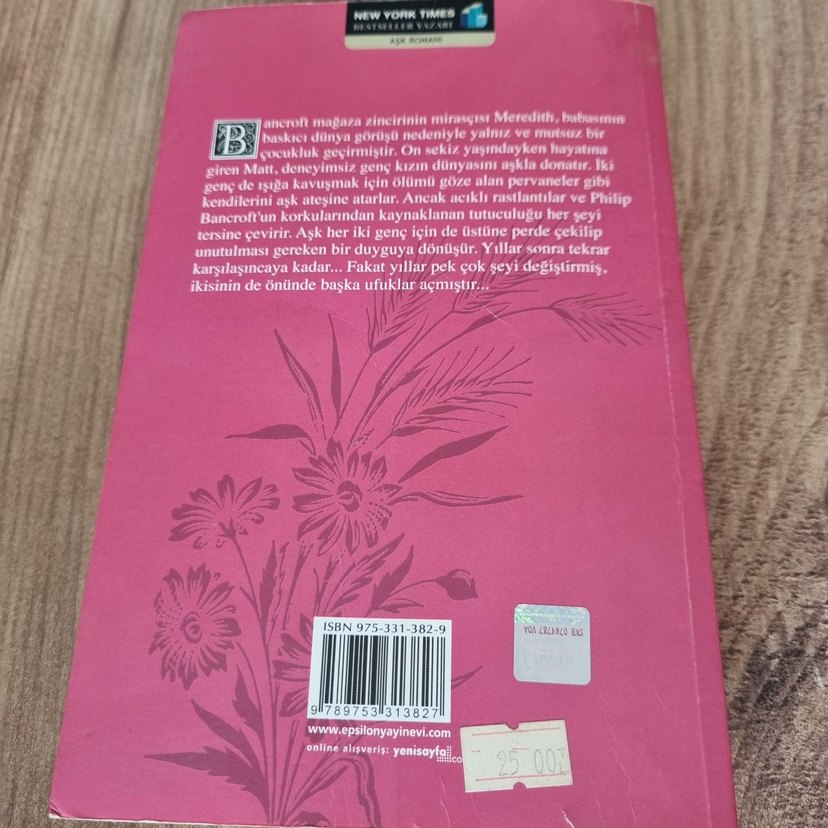 NEW YORK TIMES
BESTSELLER YAZARI
AŞK ROMANI
Bancroft mağaza zincirinin mirasçısı Meredith, babasının
baskıcı dünya görüşü nedeniyle yalnız ve mutsuz bir
çocukluk geçirmiştir. On sekiz yaşındayken hayatına
giren Matt, deneyimsiz genç kızın dünyasını aşkla donatır. İki
genç de ışığa kavuşmak için ölümü göze alan pervaneler gibi
kendilerini aşk ateşine atarlar. Ancak acıklı rastlantılar ve Philip
Bancroft'un korkularından kaynaklanan tutuculuğu her şeyi
tersine çevirir. Aşk her iki genç için de üstüne perde çekilip
unutulması gereken bir duyguya dönüşür. Yıllar sonra tekrar
karşılaşıncaya kadar... Fakat yıllar pek çok şeyi değiştirmiş,
ikisinin de önünde başka ufuklar açmıştır...
ISBN 975-331-382-9
9 789753 313827
SKB 0764787 VDA
www.epsilonyayinevi.com
online alışveriş: yenisayfa.com
25 00